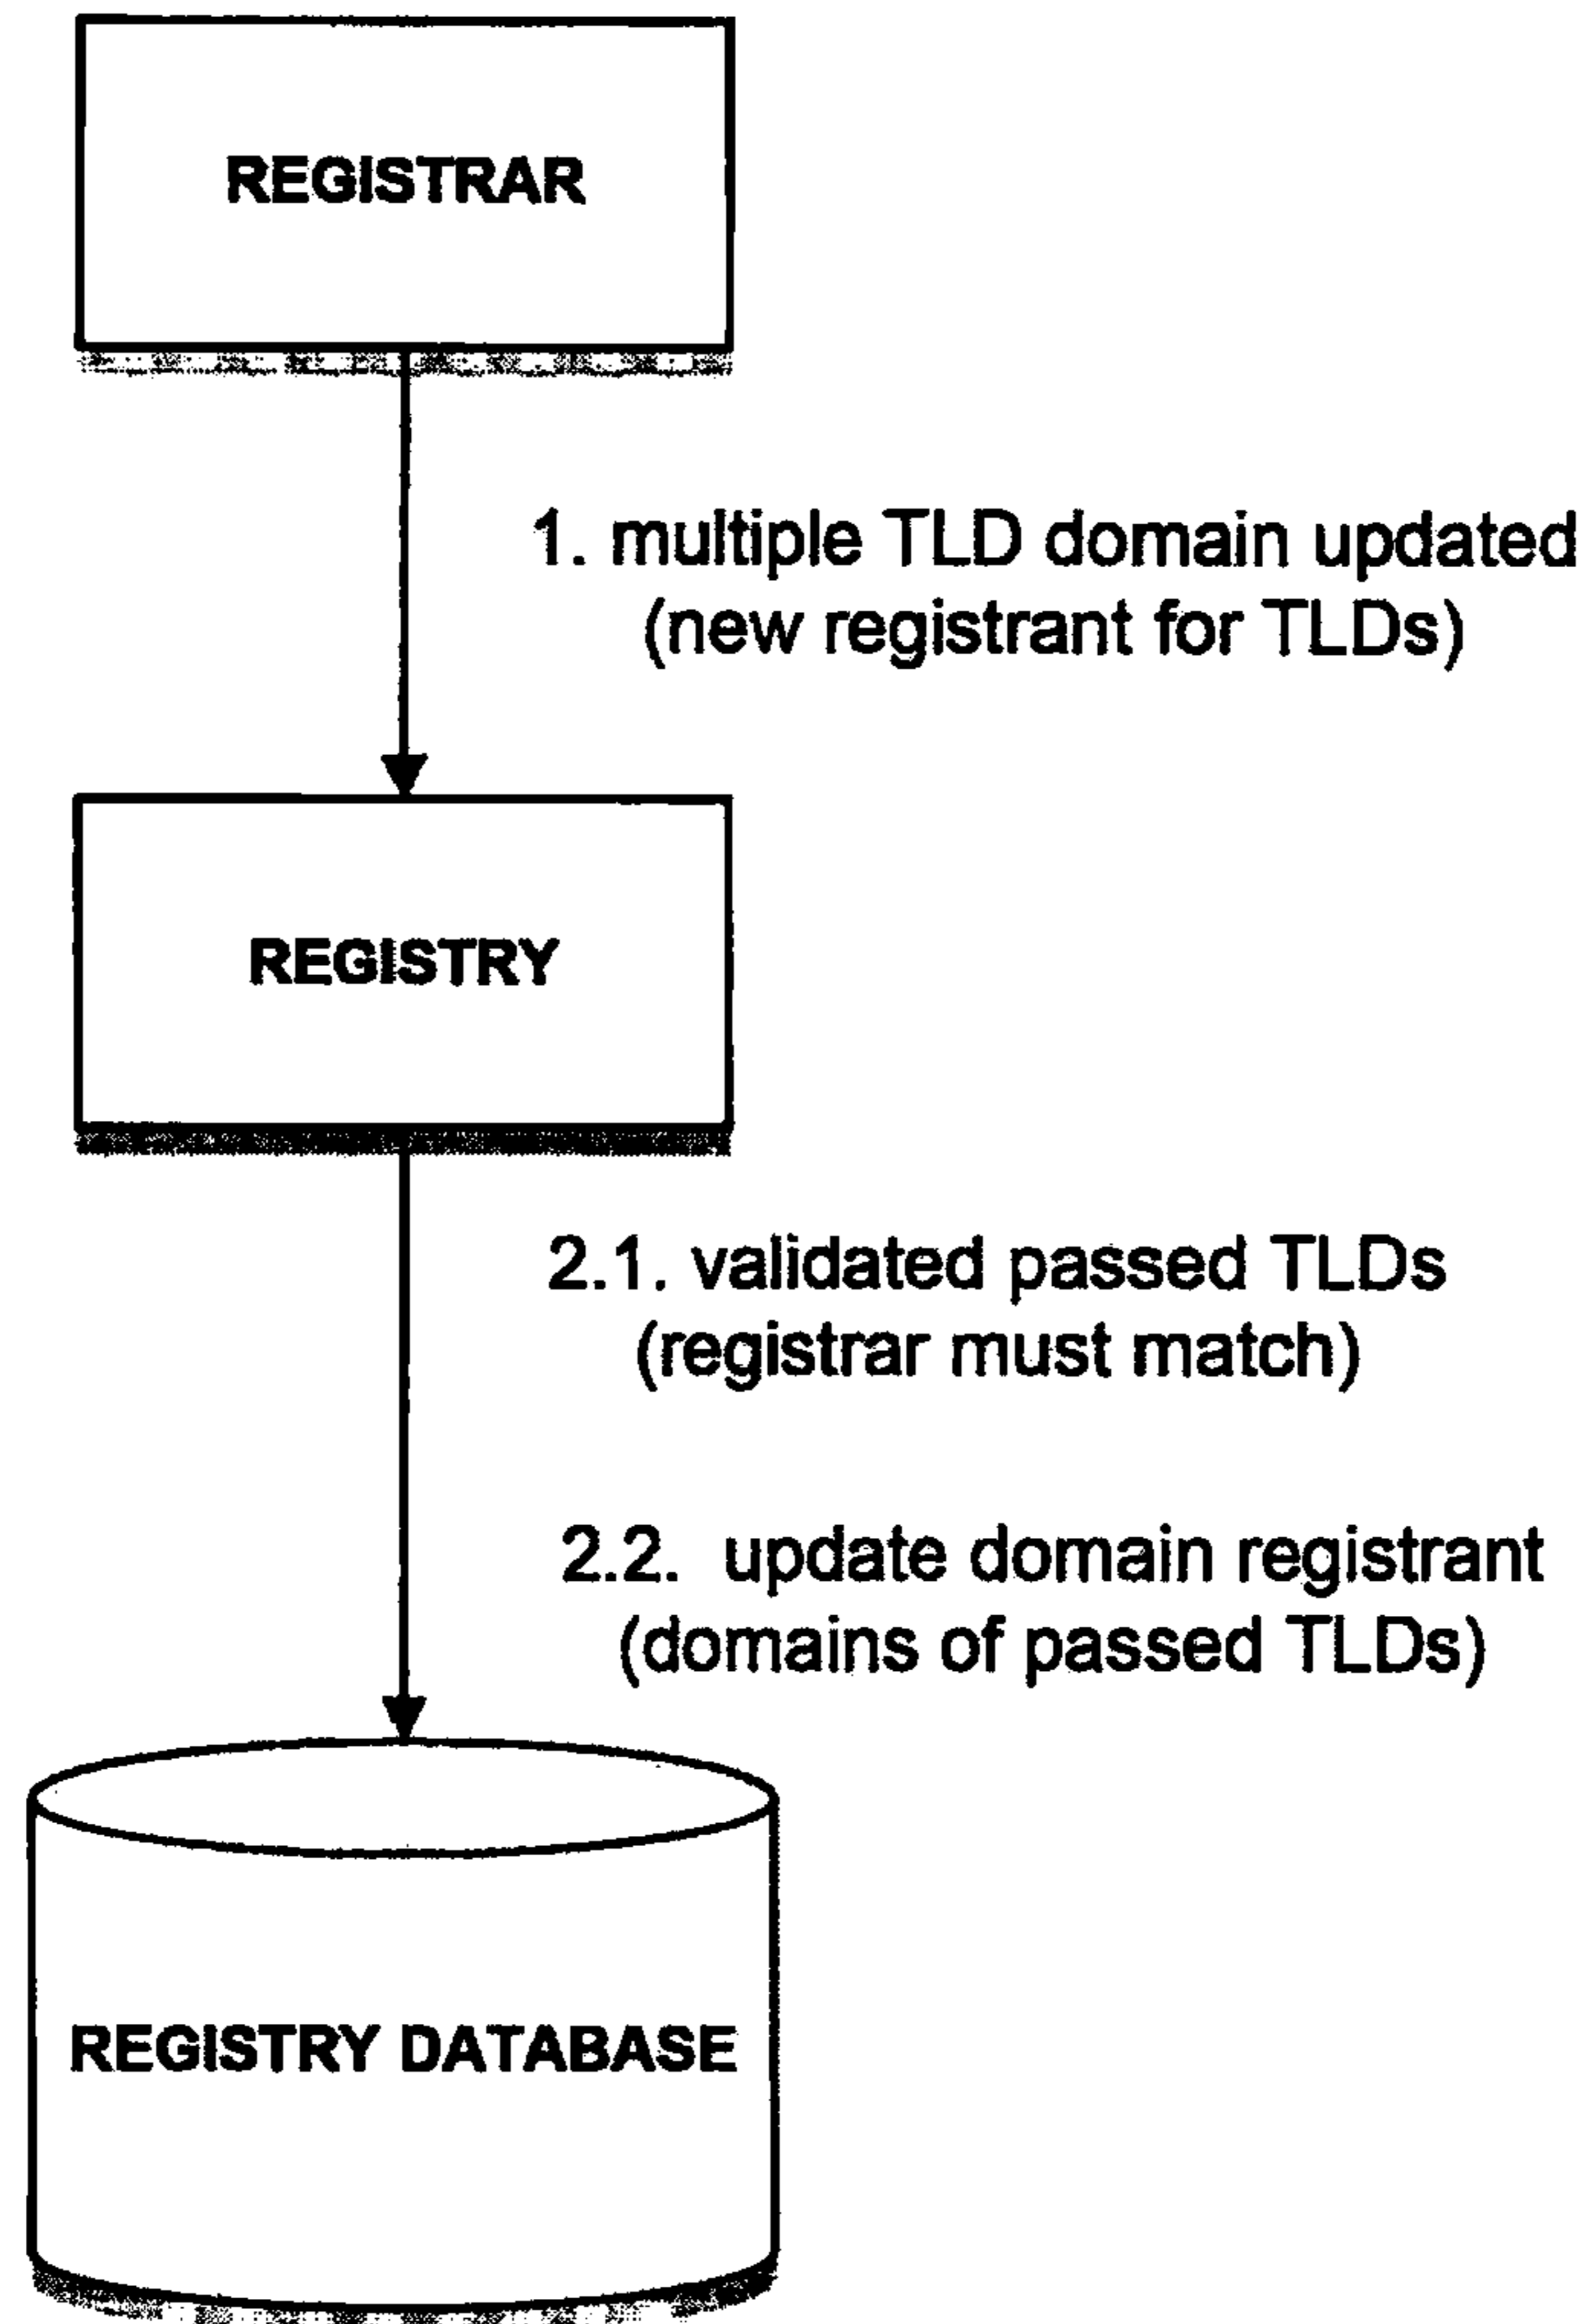 REGISTRAR
1. multiple TLD domain updated
(new registrant for TLDs)
REGISTRY
2.1. validated passed TLDs
(registrar must match)
2.2. update domain registrant
(domains of passed TLDs)
REGISTRY DATABASE